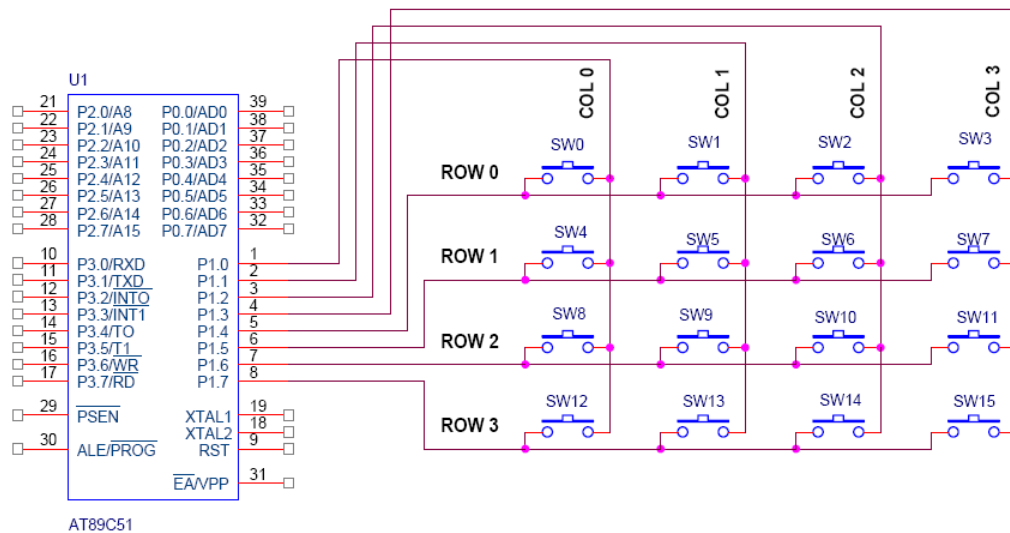 U1
COL 0
COL 1
COL 2
COL 3
21 P2.0/A8 P0.0/AD0 39
22 P2.1/A9 P0.1/AD1 38
23 P2.2/A10 P0.2/AD2 37
24 P2.3/A11 P0.3/AD3 36
25 P2.4/A12 P0.4/AD4 35
26 P2.5/A13 P0.5/AD5 34
27 P2.6/A14 P0.6/AD6 33
28 P2.7/A15 P0.7/AD7 32
10 P3.0/RXD P1.0 1
11 P3.1/TXD P1.1 2
12 P3.2/INTO P1.2 3
13 P3.3/INT1 P1.3 4
14 P3.4/TO P1.4 5
15 P3.5/T1 P1.5 6
16 P3.6/WR P1.6 7
17 P3.7/RD P1.7 8
29 PSEN XTAL1 19
XTAL2 18
30 ALE/PROG RST 9
EA/VPP 31
AT89C51
SW0 SW1 SW2 SW3
ROW 0
SW4 SW5 SW6 SW7
ROW 1
SW8 SW9 SW10 SW11
ROW 2
SW12 SW13 SW14 SW15
ROW 3